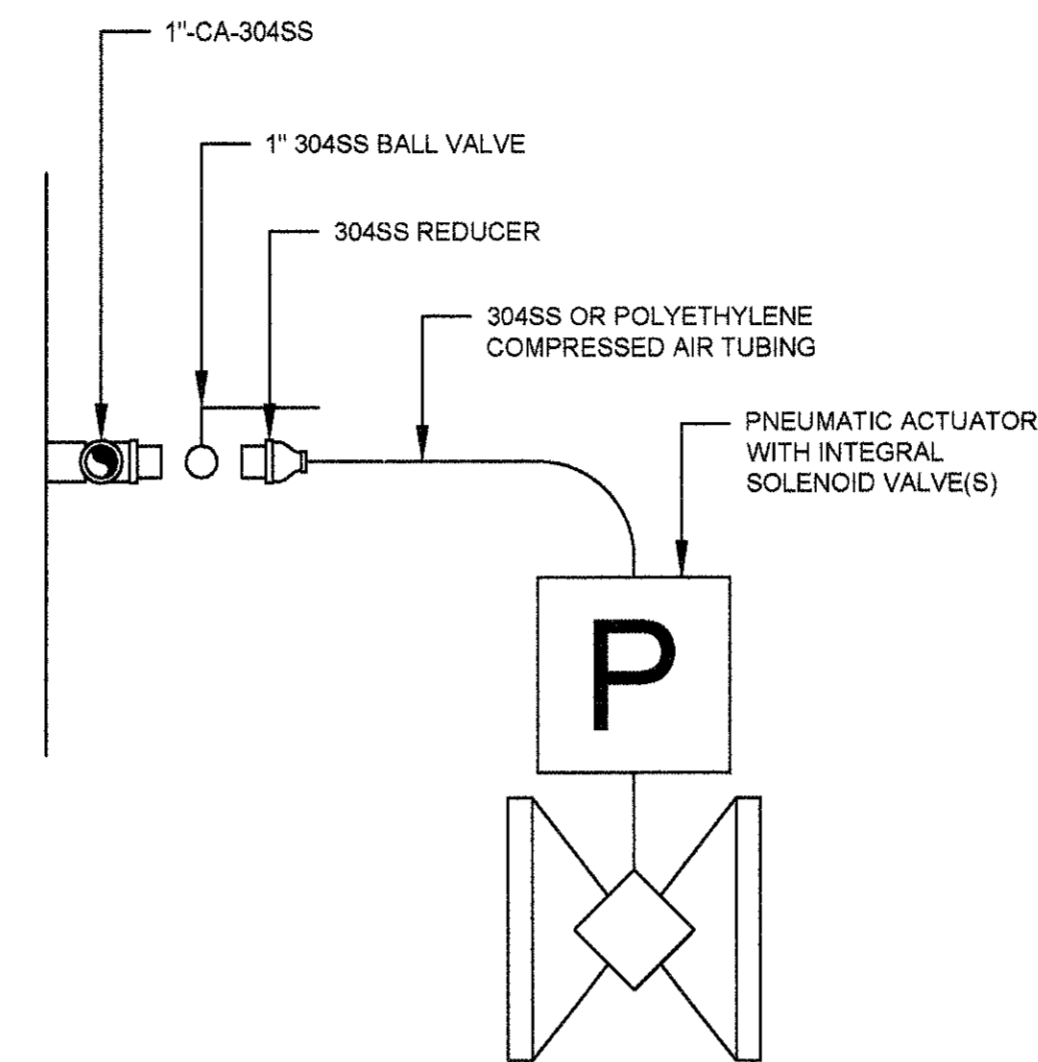 1"-CA-304SS
1" 304SS BALL VALVE
304SS REDUCER
304SS OR POLYETHYLENE
COMPRESSED AIR TUBING
PNEUMATIC ACTUATOR
WITH INTEGRAL
SOLENOID VALVE(S)
P